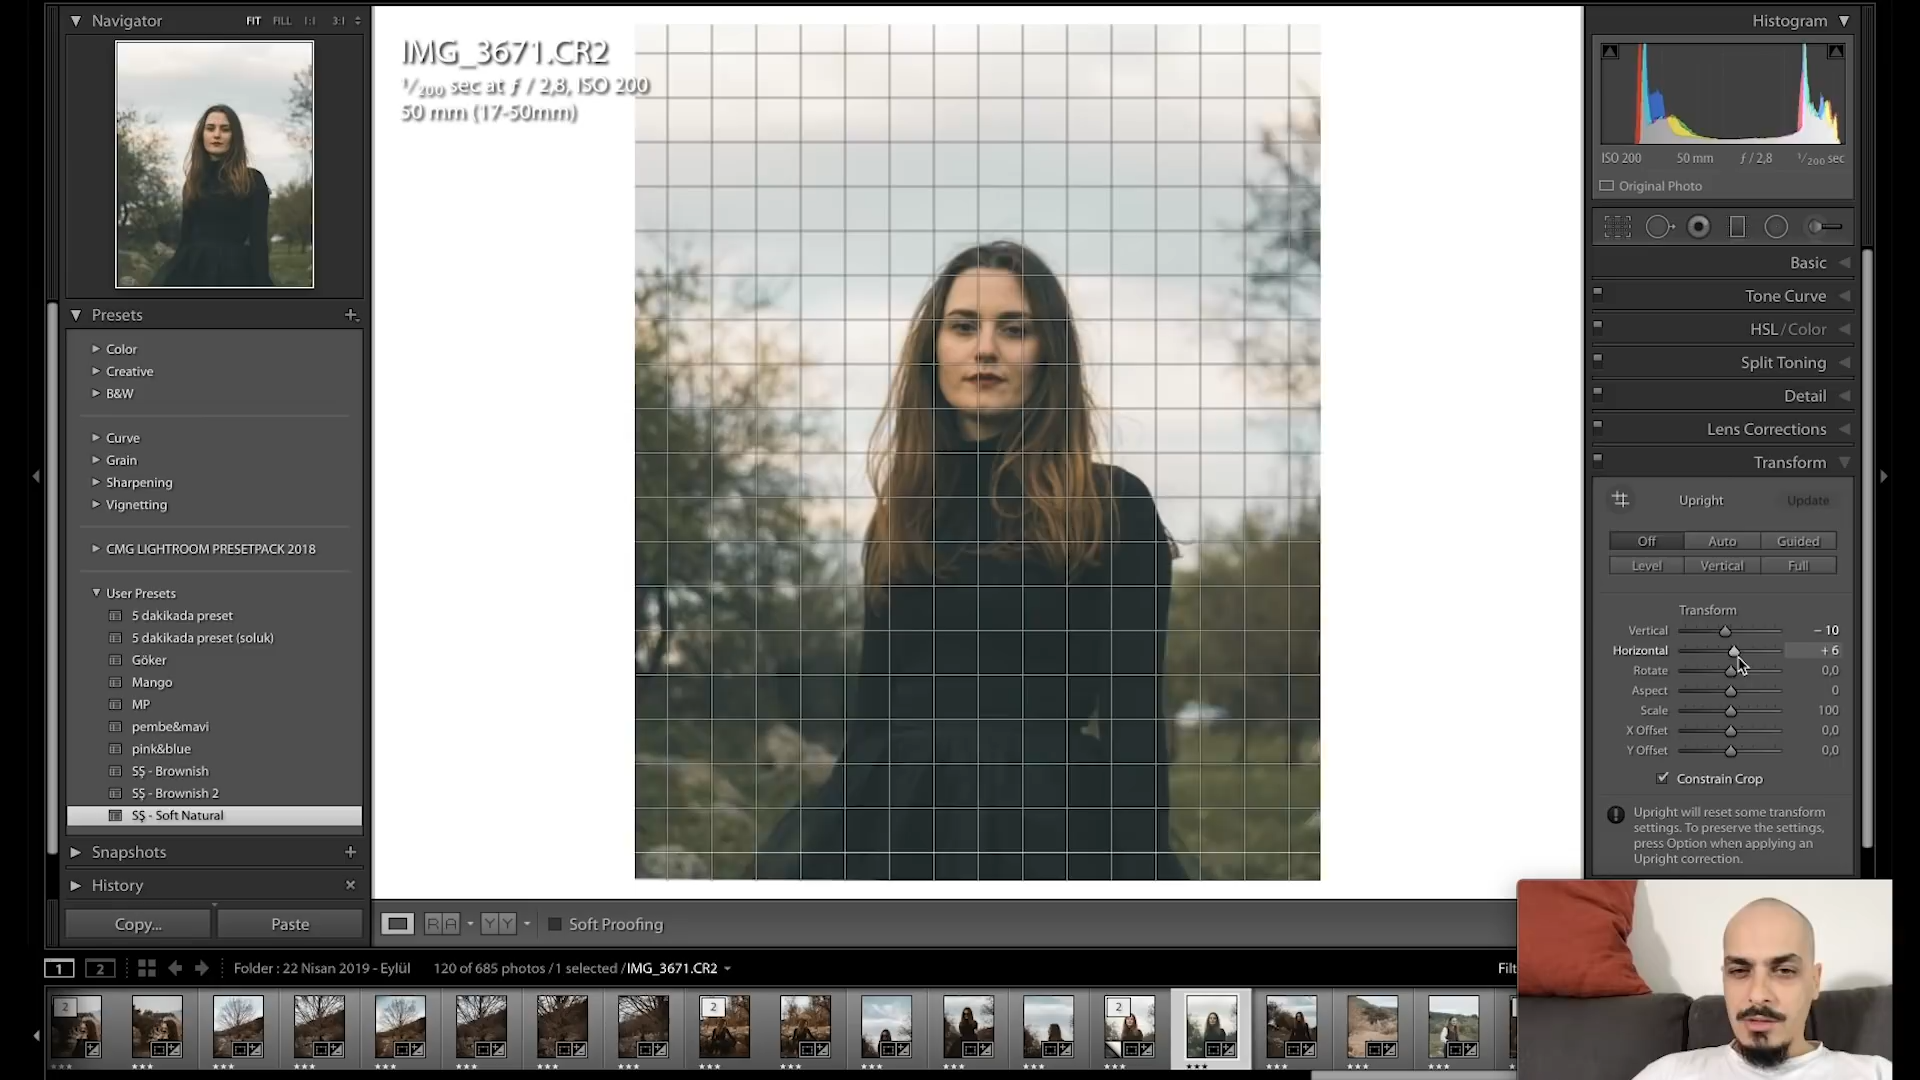 Navigator
FIT FILL 1:1 3:1
Presets
Color
Creative
B&W
Curve
Grain
Sharpening
Vignetting
CMG LIGHTROOM PRESETPACK 2018
User Presets
5 dakikada preset
5 dakikada preset (soluk)
Göker
Mango
MP
pembe&mavi
pink&blue
SŞ - Brownish
SŞ - Brownish 2
SŞ - Soft Natural
Snapshots
History
Copy...
Paste
IMG_3671.CR2
1/200 sec at ƒ / 2,8, ISO 200
50 mm (17-50mm)
R A
Y Y
Soft Proofing
Histogram
ISO 200 50 mm ƒ / 2,8 1/200 sec
Original Photo
Basic
Tone Curve
HSL / Color
Split Toning
Detail
Lens Corrections
Transform
Upright Update
Off Auto Guided
Level Vertical Full
Transform
Vertical - 10
Horizontal + 6
Rotate 0,0
Aspect 0
Scale 100
X Offset 0,0
Y Offset 0,0
Constrain Crop
Upright will reset some transform
settings. To preserve the settings,
press Option when applying an
Upright correction.
1 2 Folder : 22 Nisan 2019 - Eylül 120 of 685 photos / 1 selected / IMG_3671.CR2
2
2
2